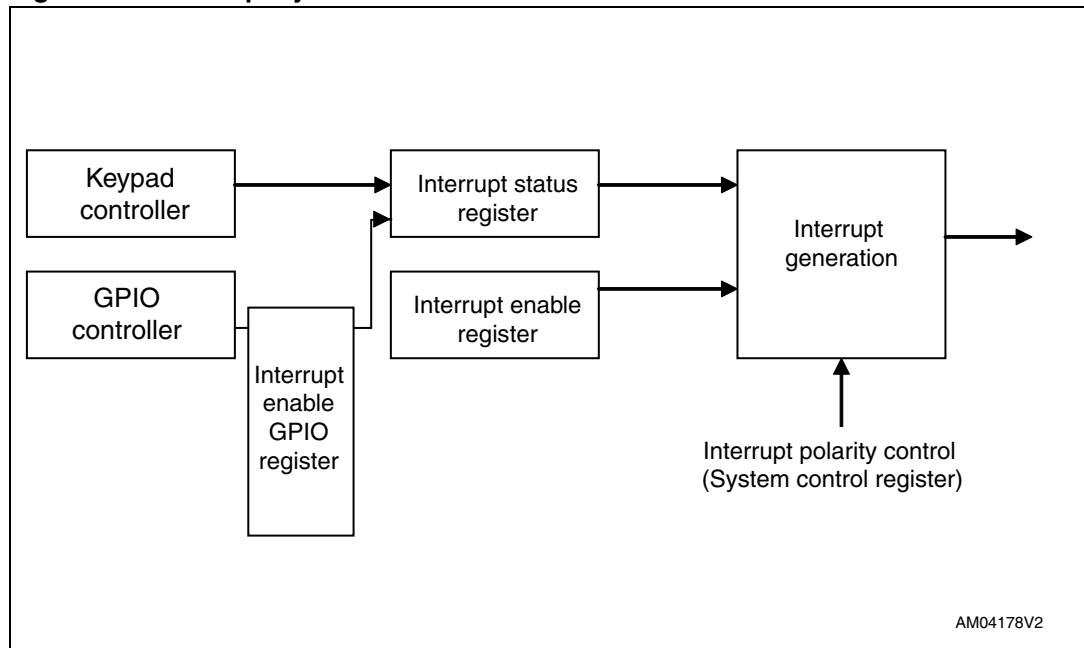 Keypad
controller
Interrupt status
register
Interrupt
generation
GPIO
controller
Interrupt enable
register
Interrupt
enable
GPIO
register
Interrupt polarity control
(System control register)
AM04178V2